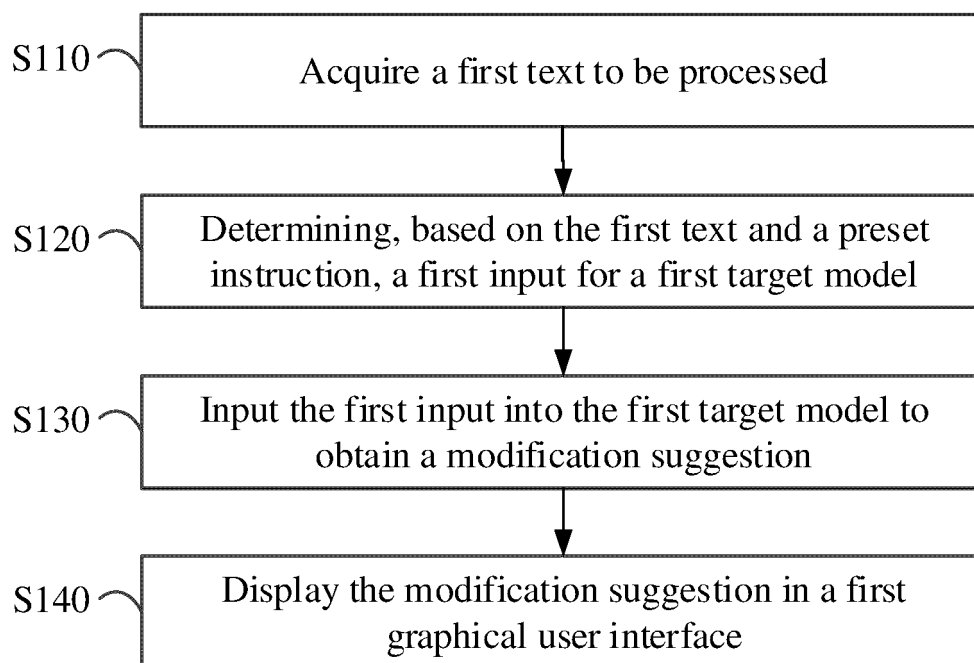 S110
Acquire a first text to be processed
S120
Determining, based on the first text and a preset
instruction, a first input for a first target model
S130
Input the first input into the first target model to
obtain a modification suggestion
S140
Display the modification suggestion in a first
graphical user interface